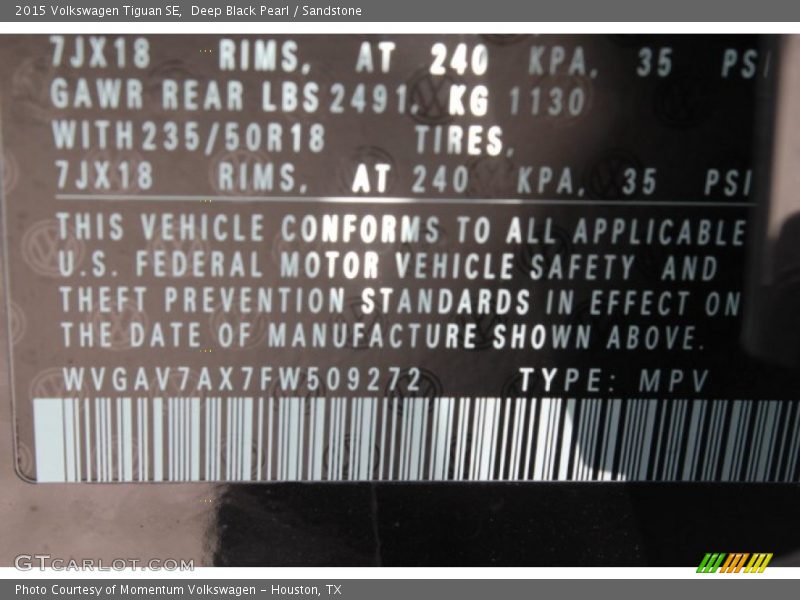 2015 Volkswagen Tiguan SE,  Deep Black Pearl / Sandstone
7JX18 RIMS, AT 240 KPA, 35 PSI
GAWR REAR LBS 2491, KG 1130
WITH 235/50R18 TIRES,
7JX18 RIMS, AT 240 KPA, 35 PSI
THIS VEHICLE CONFORMS TO ALL APPLICABLE
U.S. FEDERAL MOTOR VEHICLE SAFETY AND
THEFT PREVENTION STANDARDS IN EFFECT ON
THE DATE OF MANUFACTURE SHOWN ABOVE.
WVGAV7AX7FW509272 TYPE: MPV
GTCARLOT.COM
Photo Courtesy of Momentum Volkswagen - Houston, TX